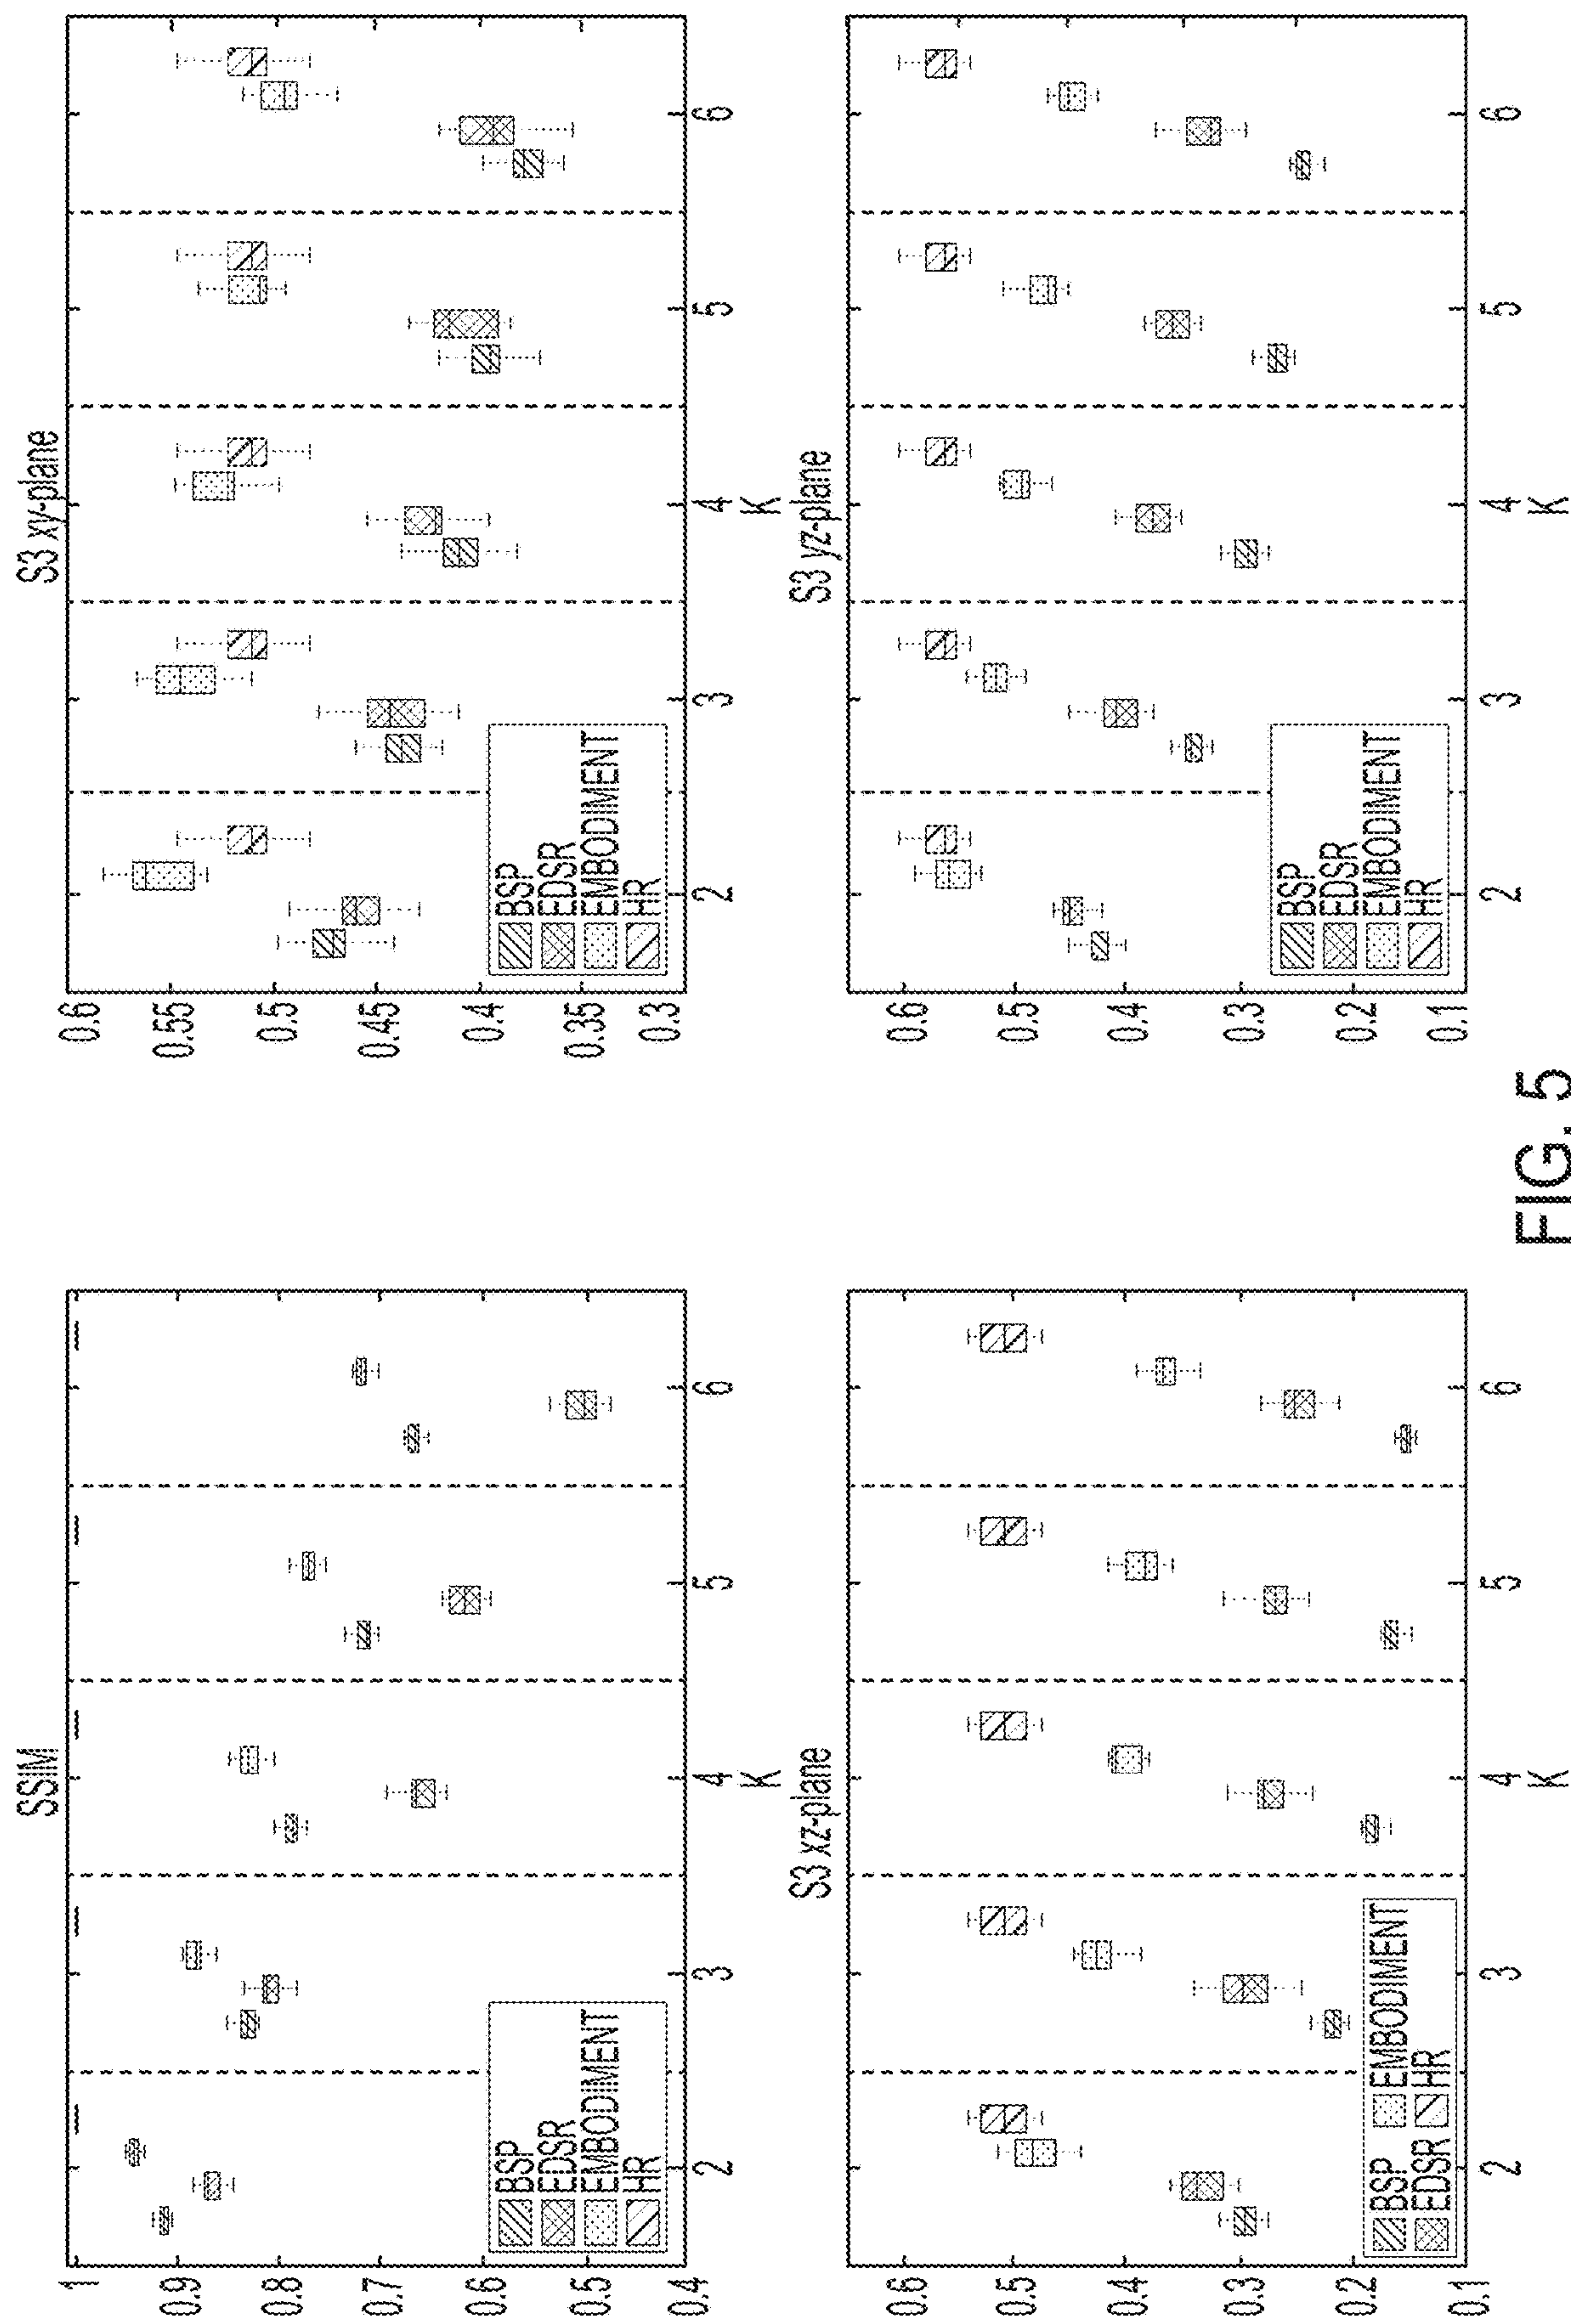 SSIM
1
0.9
0.8
0.7
0.6
0.5
0.4
BSP
EDSR
EMBODIMENT
HR
2 3 4 5 6
K
S3 xy-plane
0.6
0.55
0.5
0.45
0.4
0.35
0.3
BSP
EDSR
EMBODIMENT
HR
2 3 4 5 6
K
S3 xz-plane
0.6
0.5
0.4
0.3
0.2
0.1
BSP EMBODIMENT
EDSR HR
2 3 4 5 6
K
S3 yz-plane
0.6
0.5
0.4
0.3
0.2
0.1
BSP
EDSR
EMBODIMENT
HR
2 3 4 5 6
K
FIG. 5